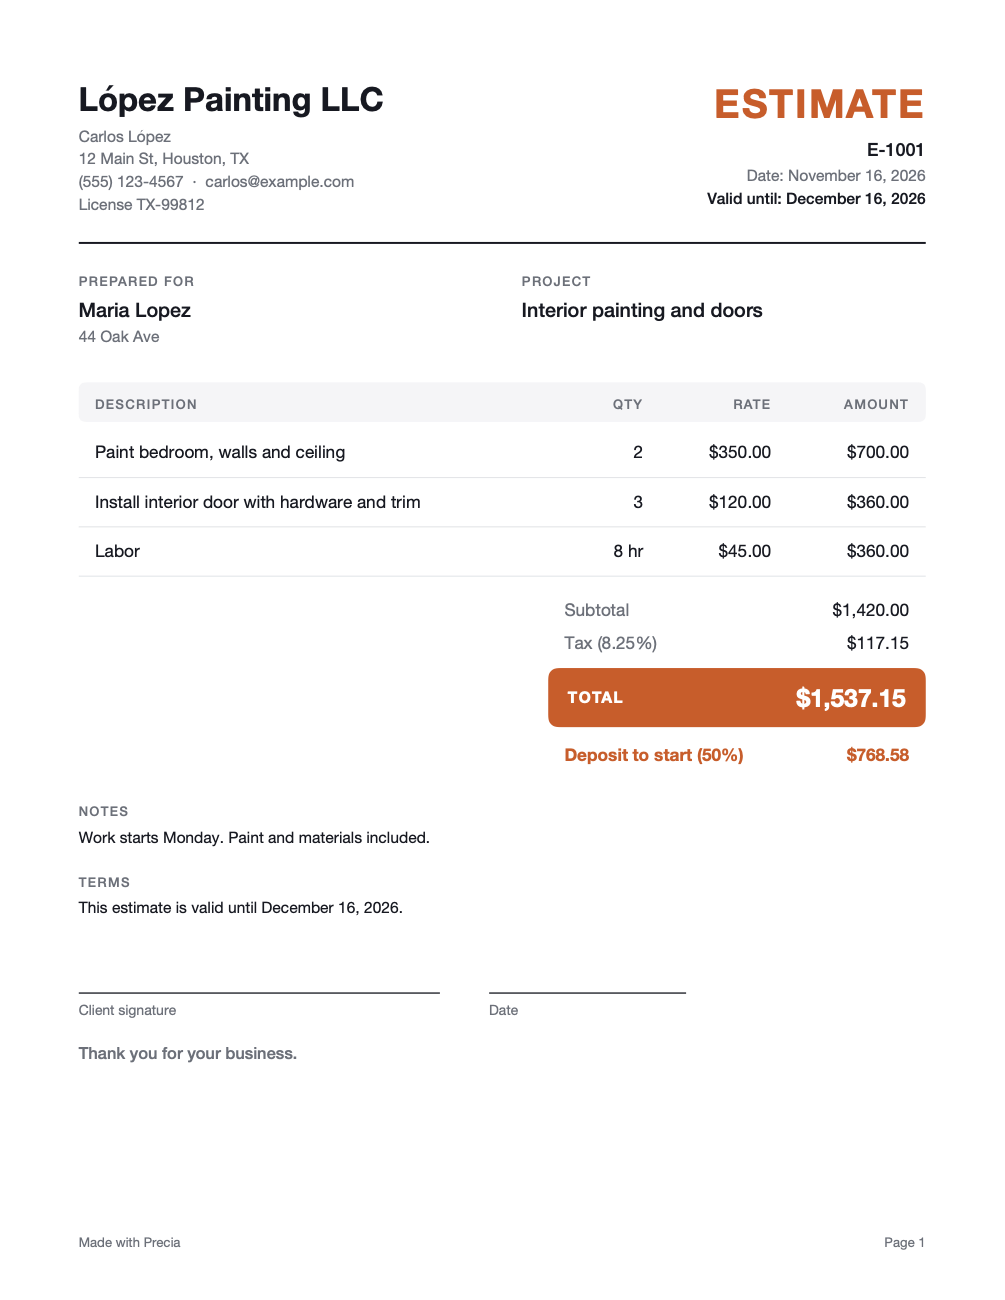 López Painting LLC
Carlos López
12 Main St, Houston, TX
(555) 123-4567 · carlos@example.com
License TX-99812
ESTIMATE
E-1001
Date: November 16, 2026
Valid until: December 16, 2026
PREPARED FOR
Maria Lopez
44 Oak Ave
PROJECT
Interior painting and doors
DESCRIPTION QTY RATE AMOUNT
Paint bedroom, walls and ceiling 2 $350.00 $700.00
Install interior door with hardware and trim 3 $120.00 $360.00
Labor 8 hr $45.00 $360.00
Subtotal $1,420.00
Tax (8.25%) $117.15
TOTAL $1,537.15
Deposit to start (50%) $768.58
NOTES
Work starts Monday. Paint and materials included.
TERMS
This estimate is valid until December 16, 2026.
Client signature Date
Thank you for your business.
Made with Precia Page 1